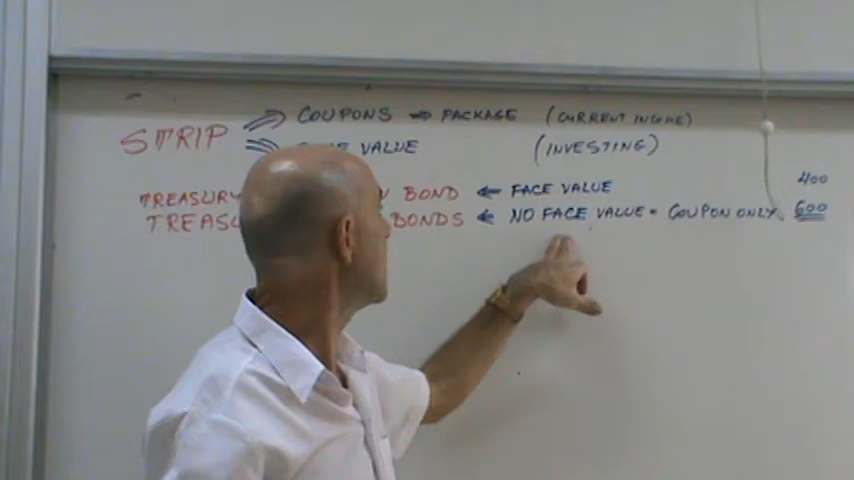 STRIP COUPONS PACKAGE (CURRENT INCOME)
VALUE (INVESTING)
400
TREASURY BOND FACE VALUE
BONDS NO FACE VALUE = COUPON ONLY 600